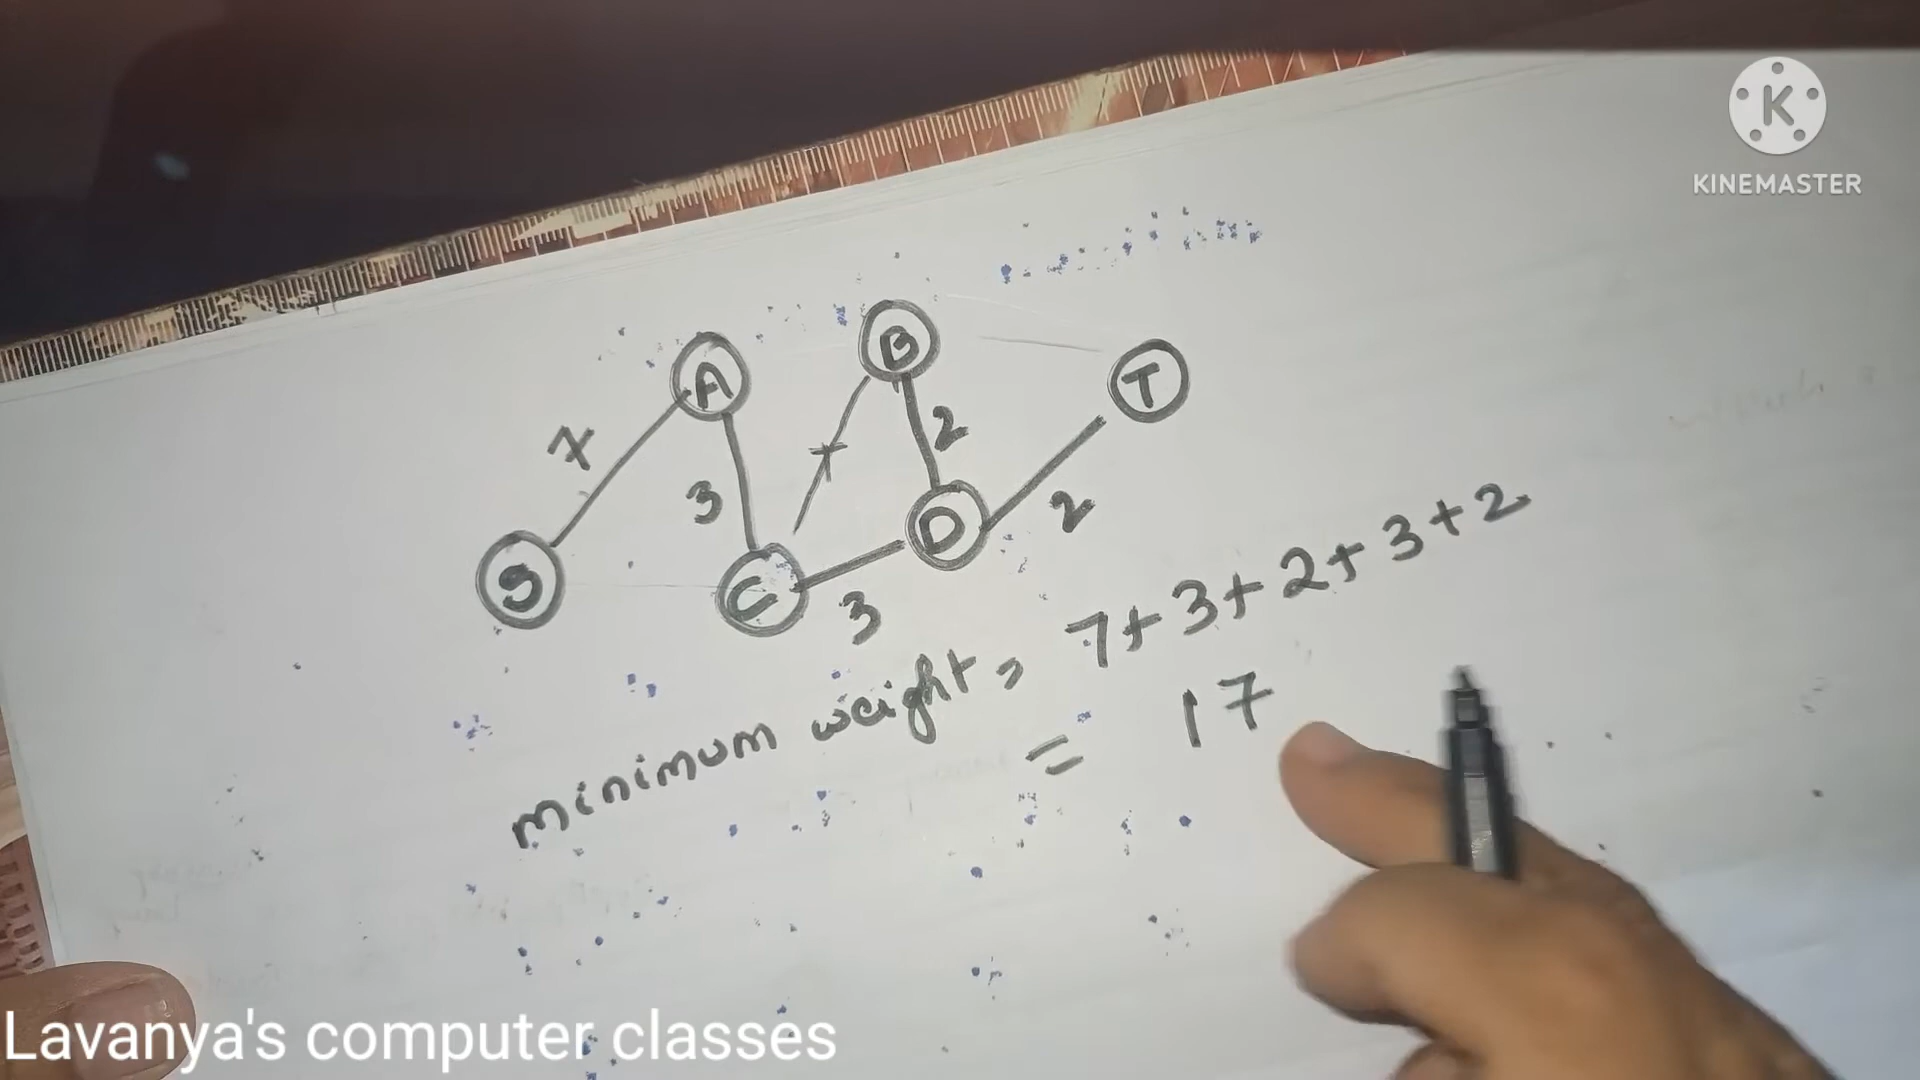 K
KINEMASTER
B
A
T
7
2
3
D
2
S
C
3
minimum weight = 7+3+2+3+2
= 17
Lavanya's computer classes